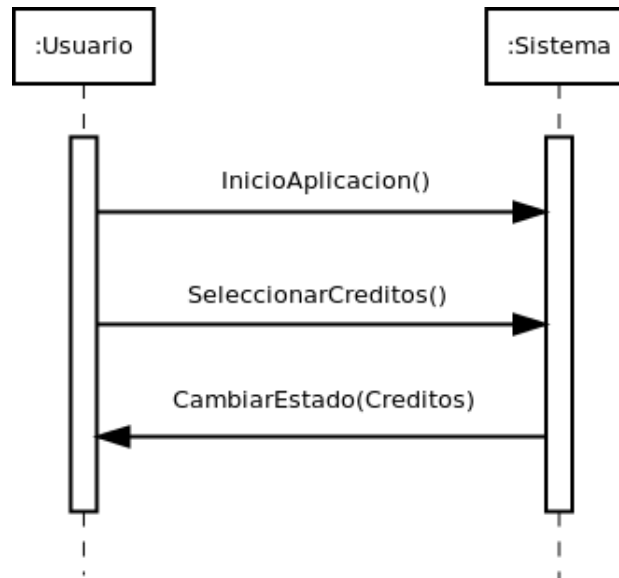 :Usuario
:Sistema
InicioAplicacion()
SeleccionarCreditos()
CambiarEstado(Creditos)